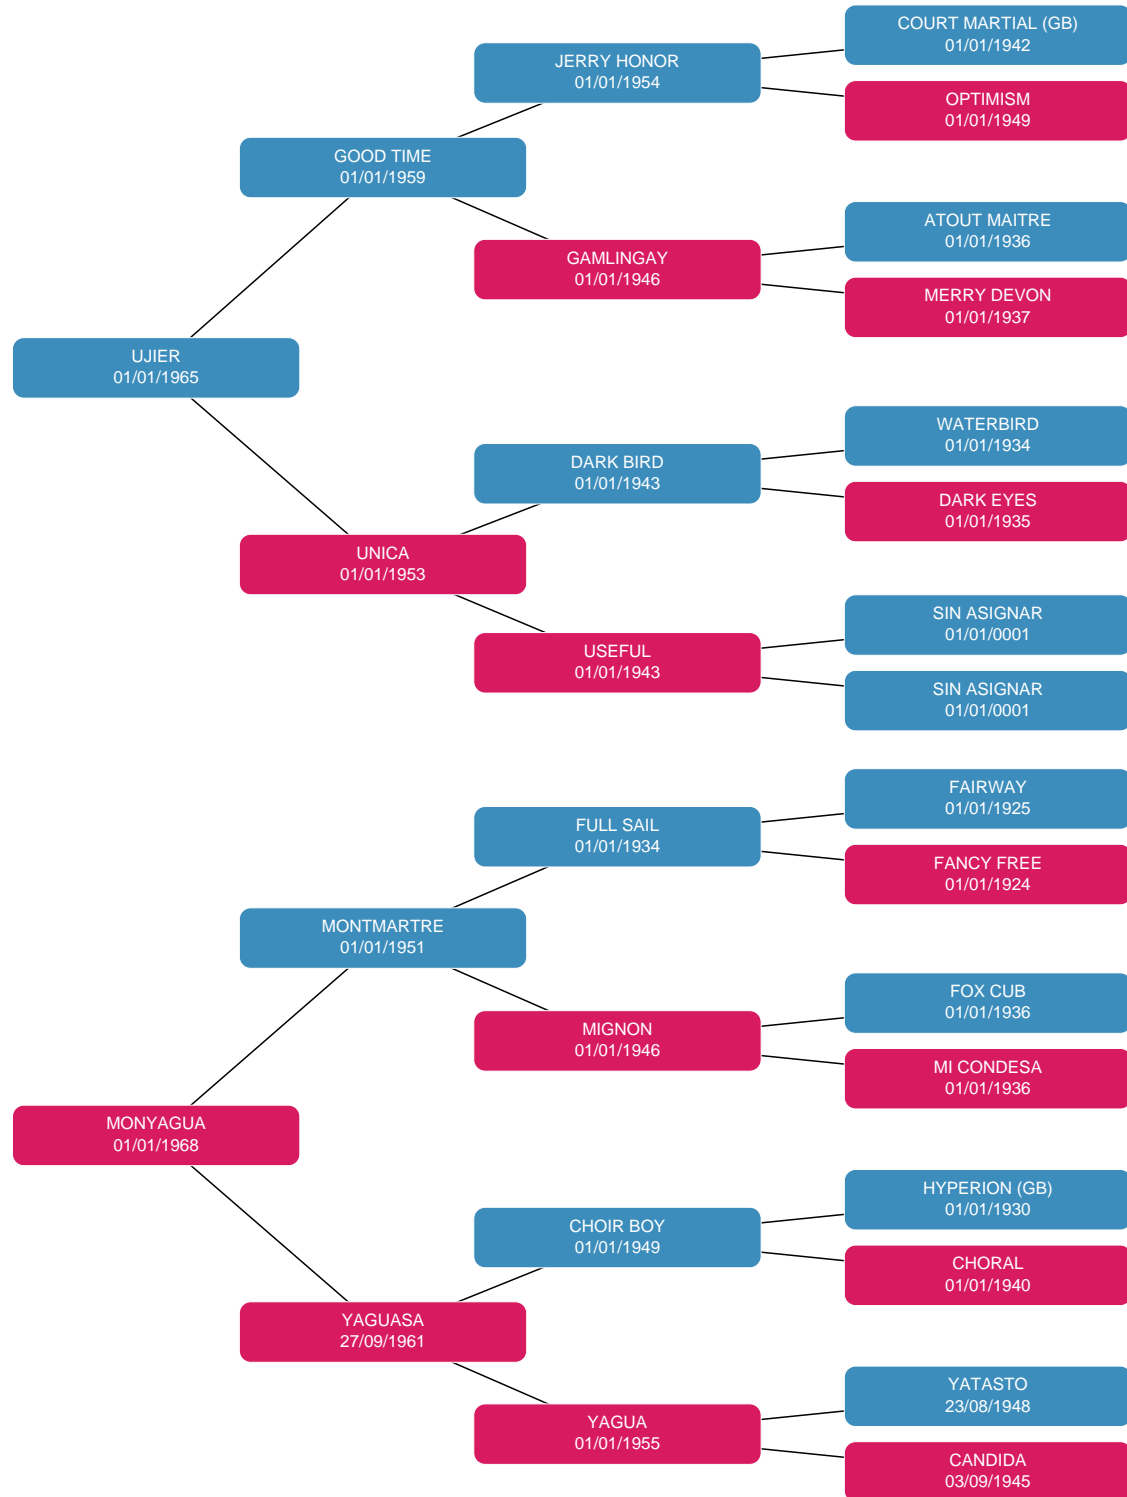 COURT MARTIAL (GB)
01/01/1942
JERRY HONOR
01/01/1954
OPTIMISM
01/01/1949
GOOD TIME
01/01/1959
ATOUT MAITRE
01/01/1936
GAMLINGAY
01/01/1946
MERRY DEVON
01/01/1937
UJIER
01/01/1965
WATERBIRD
01/01/1934
DARK BIRD
01/01/1943
DARK EYES
01/01/1935
UNICA
01/01/1953
SIN ASIGNAR
01/01/0001
USEFUL
01/01/1943
SIN ASIGNAR
01/01/0001
FAIRWAY
01/01/1925
FULL SAIL
01/01/1934
FANCY FREE
01/01/1924
MONTMARTRE
01/01/1951
FOX CUB
01/01/1936
MIGNON
01/01/1946
MI CONDESA
01/01/1936
MONYAGUA
01/01/1968
HYPERION (GB)
01/01/1930
CHOIR BOY
01/01/1949
CHORAL
01/01/1940
YAGUASA
27/09/1961
YATASTO
23/08/1948
YAGUA
01/01/1955
CANDIDA
03/09/1945